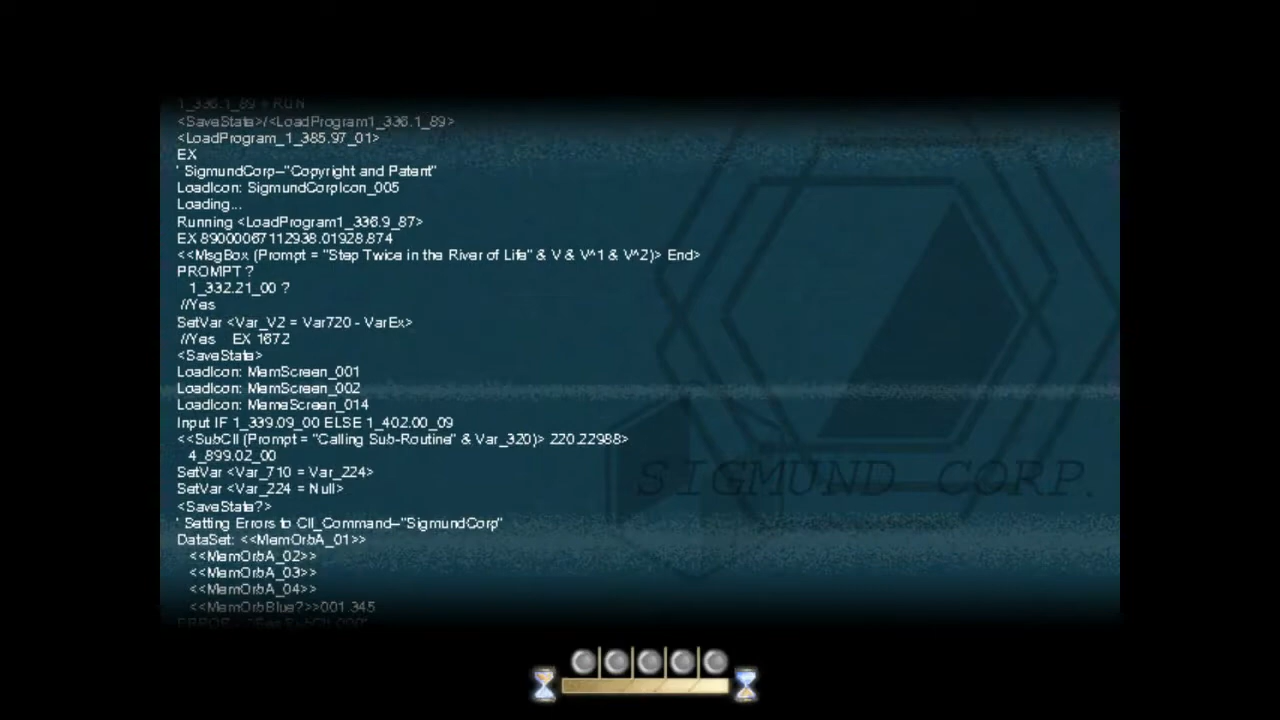 1_336.1_89 + RUN
<SaveState>/<LoadProgram1_336.1_89>
<LoadProgram_1_385.97_01>
EX
' SigmundCorp--"Copyright and Patent"
LoadIcon: SigmundCorpIcon_005
Loading...
Running <LoadProgram1_336.9_87>
EX 89000067112938.01928.874
<<MsgBox (Prompt = "Step Twice in the River of Life" & V & V^1 & V^2)> End>
PROMPT ?
1_332.21_00 ?
//Yes
SetVar <Var_V2 = Var720 - VarEx>
//Yes EX 1672
<SaveState>
LoadIcon: MemScreen_001
LoadIcon: MemScreen_002
LoadIcon: MemeScreen_014
Input IF 1_339.09_00 ELSE 1_402.00_09
<<SubCll (Prompt = "Calling Sub-Routine" & Var_320)> 220.22988>
4_899.02_00
SetVar <Var_710 = Var_224>
SetVar <Var_224 = Null>
<SaveState?>
' Setting Errors to Cll_Command--"SigmundCorp"
DataSet: <<MemOrbA_01>>
<<MemOrbA_02>>
<<MemOrbA_03>>
<<MemOrbA_04>>
<<MemOrbBlue?>>001.345
SIGMUND CORP.